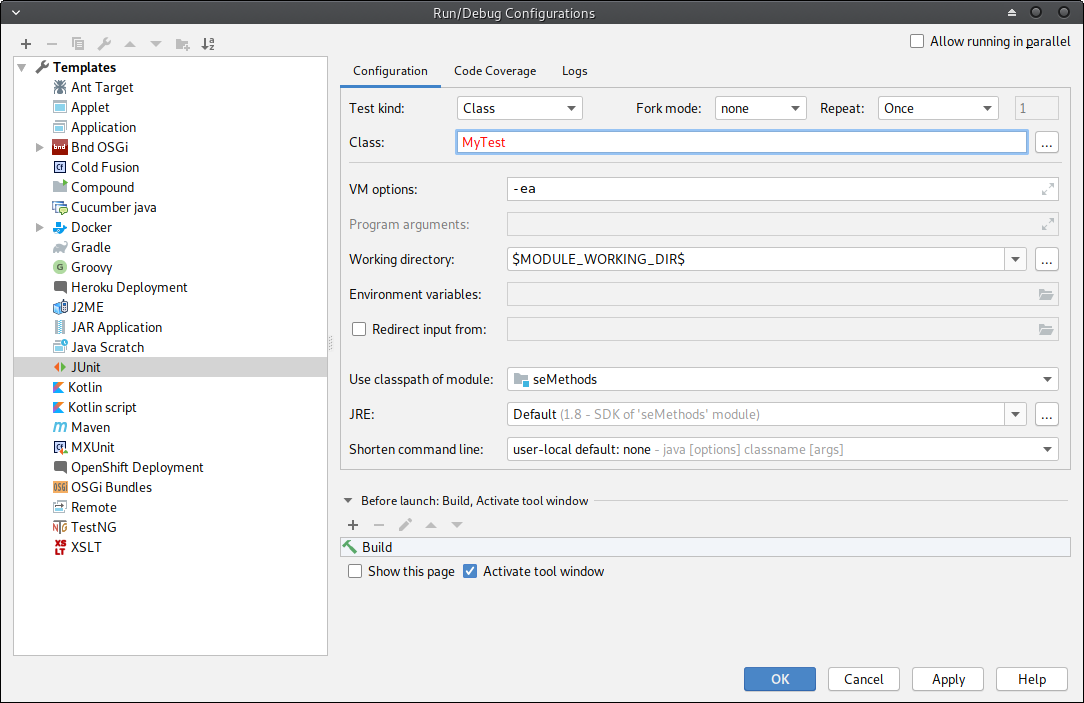 Run/Debug Configurations
Allow running in parallel
Templates
Ant Target
Applet
Application
Bnd OSGi
Cold Fusion
Compound
Cucumber java
Docker
Gradle
Groovy
Heroku Deployment
J2ME
JAR Application
Java Scratch
JUnit
Kotlin
Kotlin script
Maven
MXUnit
OpenShift Deployment
OSGi Bundles
Remote
TestNG
XSLT
Configuration Code Coverage Logs
Test kind: Class Fork mode: none Repeat: Once 1
Class: MyTest ...
VM options: -ea
Program arguments:
Working directory: $MODULE_WORKING_DIR$ ...
Environment variables:
Redirect input from:
Use classpath of module: seMethods
JRE: Default (1.8 - SDK of 'seMethods' module) ...
Shorten command line: user-local default: none - java [options] classname [args]
Before launch: Build, Activate tool window
Build
Show this page Activate tool window
OK Cancel Apply Help